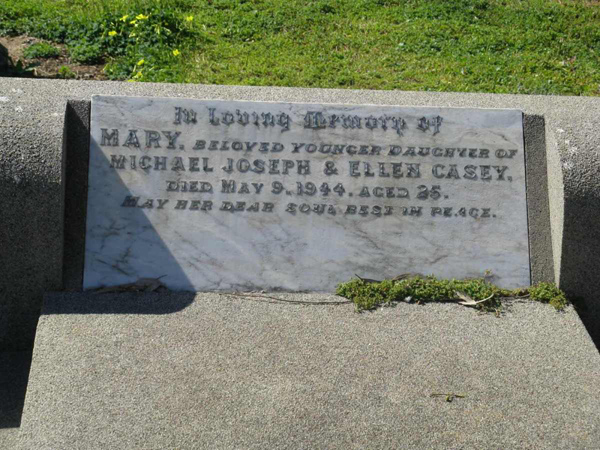 In Loving Memory of
MARY, BELOVED YOUNGER DAUGHTER OF
MICHAEL JOSEPH & ELLEN CASEY,
DIED MAY 9, 1944. AGED 25.
MAY HER DEAR SOUL REST IN PEACE.